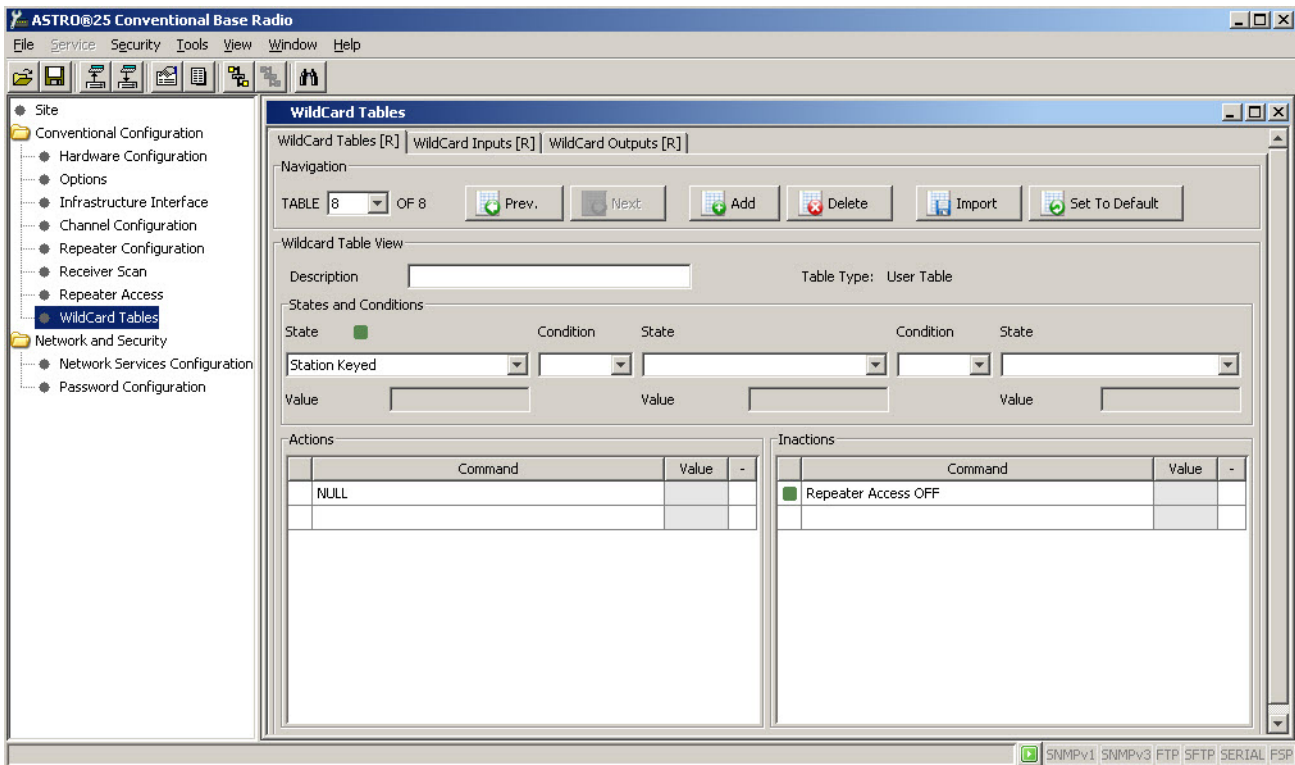 ASTRO®25 Conventional Base Radio
File Service Security Tools View Window Help
Site
Conventional Configuration
Hardware Configuration
Options
Infrastructure Interface
Channel Configuration
Repeater Configuration
Receiver Scan
Repeater Access
WildCard Tables
Network and Security
Network Services Configuration
Password Configuration
WildCard Tables
WildCard Tables [R] WildCard Inputs [R] WildCard Outputs [R]
Navigation
TABLE 8 OF 8 Prev. Next Add Delete Import Set To Default
Wildcard Table View
Description Table Type: User Table
States and Conditions
State Condition State Condition State
Station Keyed
Value Value Value
Actions
Command Value -
NULL
Inactions
Command Value -
Repeater Access OFF
SNMPv1 SNMPv3 FTP SFTP SERIAL FSP